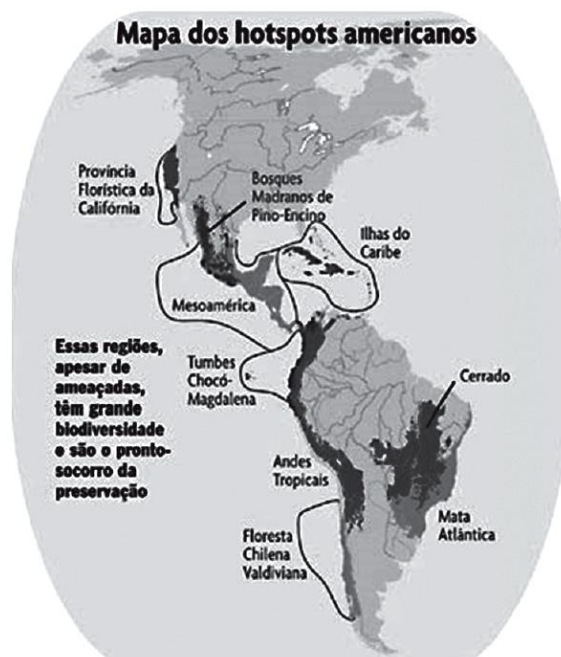 Mapa dos hotspots americanos
Província
Florística da
Califórnia
Bosques
Madranos de
Pino-Encino
Ilhas do
Caribe
Mesoamérica
Essas regiões,
apesar de
ameaçadas,
têm grande
biodiversidade
e são o pronto-
socorro da
preservação
Tumbes
Chocó-
Magdalena
Cerrado
Andes
Tropicais
Mata
Atlântica
Floresta
Chilena
Valdiviana